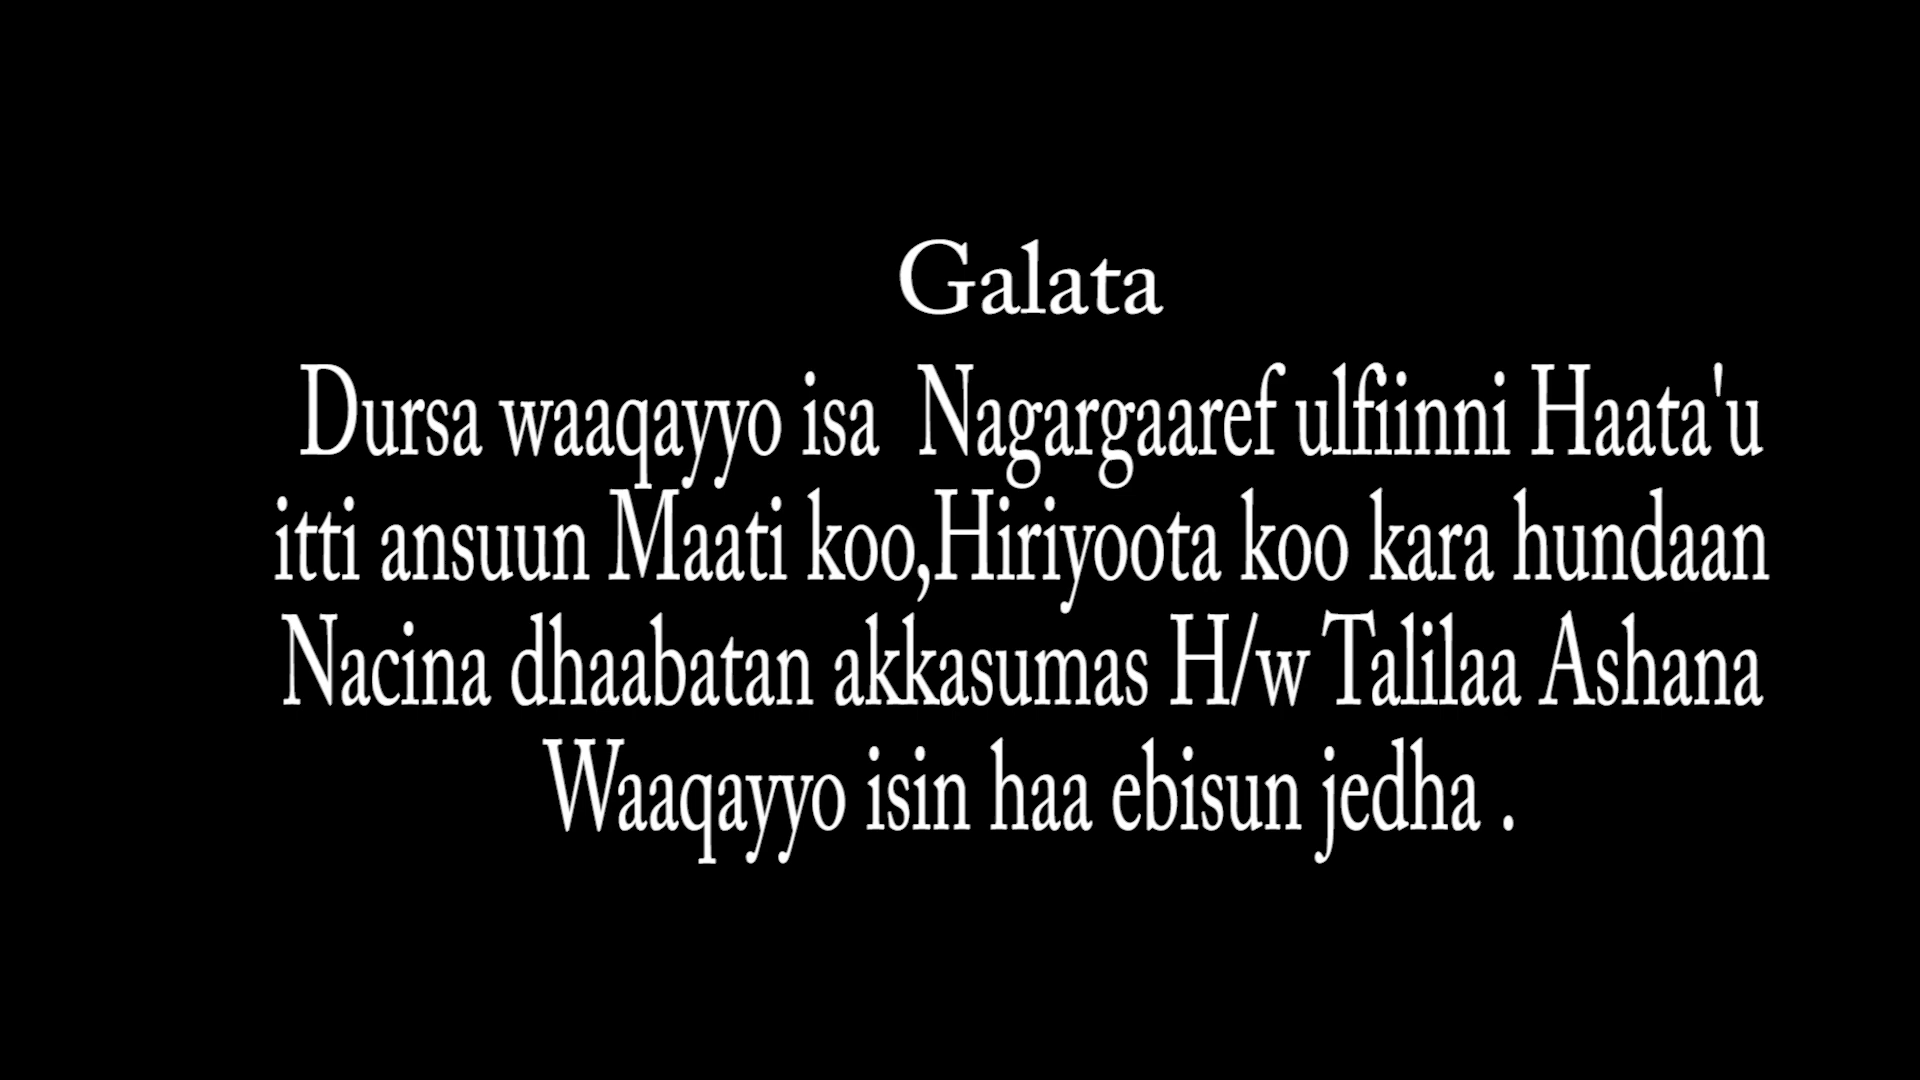 Galata
Dursa waaqayyo isa Nagargaaref ulfiinni Haata'u
itti ansuun Maati koo,Hiriyoota koo kara hundaan
Nacina dhaabatan akkasumas H/w Talilaa Ashana
Waaqayyo isin haa ebisun jedha .